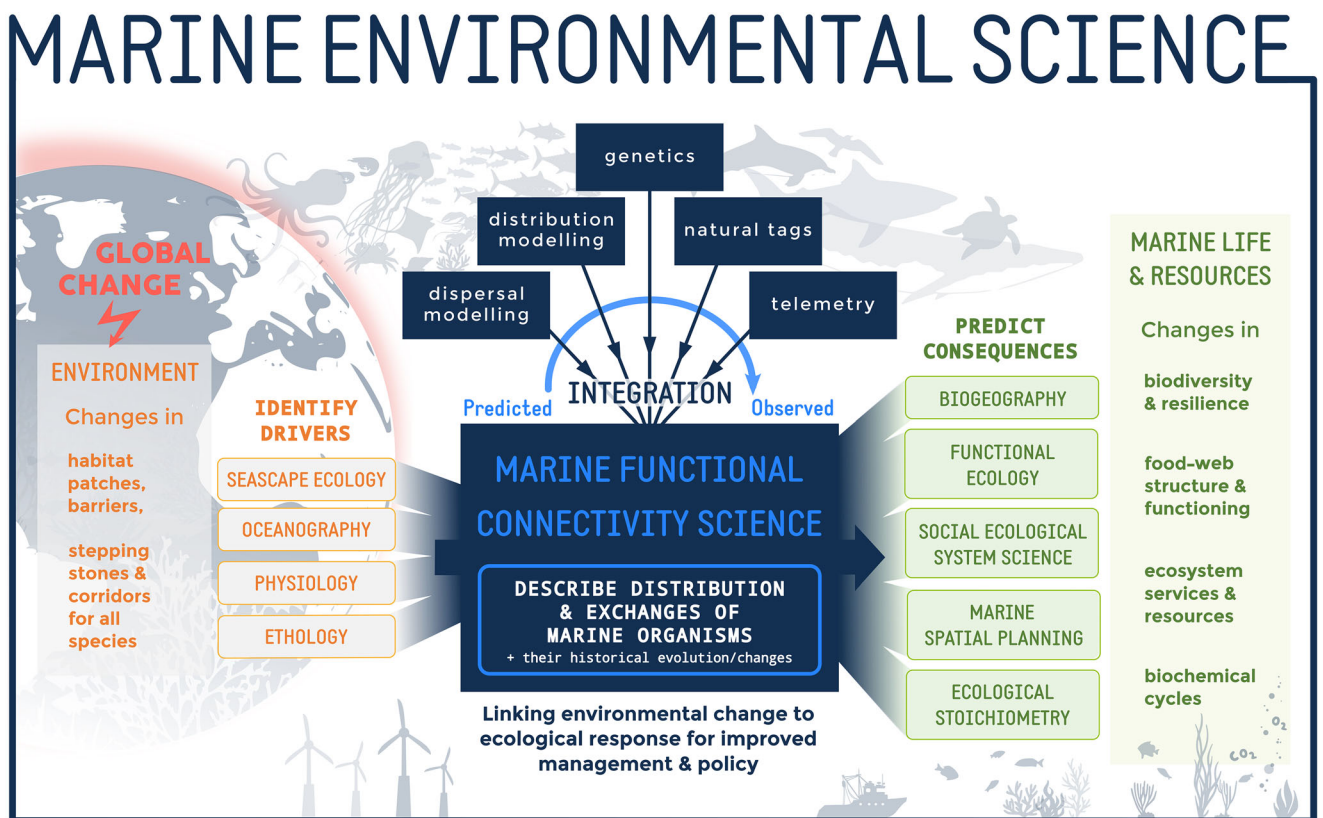 MARINE ENVIRONMENTAL SCIENCE
GLOBAL
CHANGE
ENVIRONMENT
Changes in
habitat
patches,
barriers,
stepping
stones &
corridors
for all
species
IDENTIFY
DRIVERS
SEASCAPE ECOLOGY
OCEANOGRAPHY
PHYSIOLOGY
ETHOLOGY
genetics
distribution
modelling
natural tags
dispersal
modelling
telemetry
INTEGRATION
Predicted
Observed
MARINE FUNCTIONAL
CONNECTIVITY SCIENCE
DESCRIBE DISTRIBUTION
& EXCHANGES OF
MARINE ORGANISMS
+ their historical evolution/changes
Linking environmental change to
ecological response for improved
management & policy
PREDICT
CONSEQUENCES
BIOGEOGRAPHY
FUNCTIONAL
ECOLOGY
SOCIAL ECOLOGICAL
SYSTEM SCIENCE
MARINE
SPATIAL PLANNING
ECOLOGICAL
STOICHIOMETRY
MARINE LIFE
& RESOURCES
Changes in
biodiversity
& resilience
food-web
structure &
functioning
ecosystem
services &
resources
biochemical
cycles
O₂
CO₂